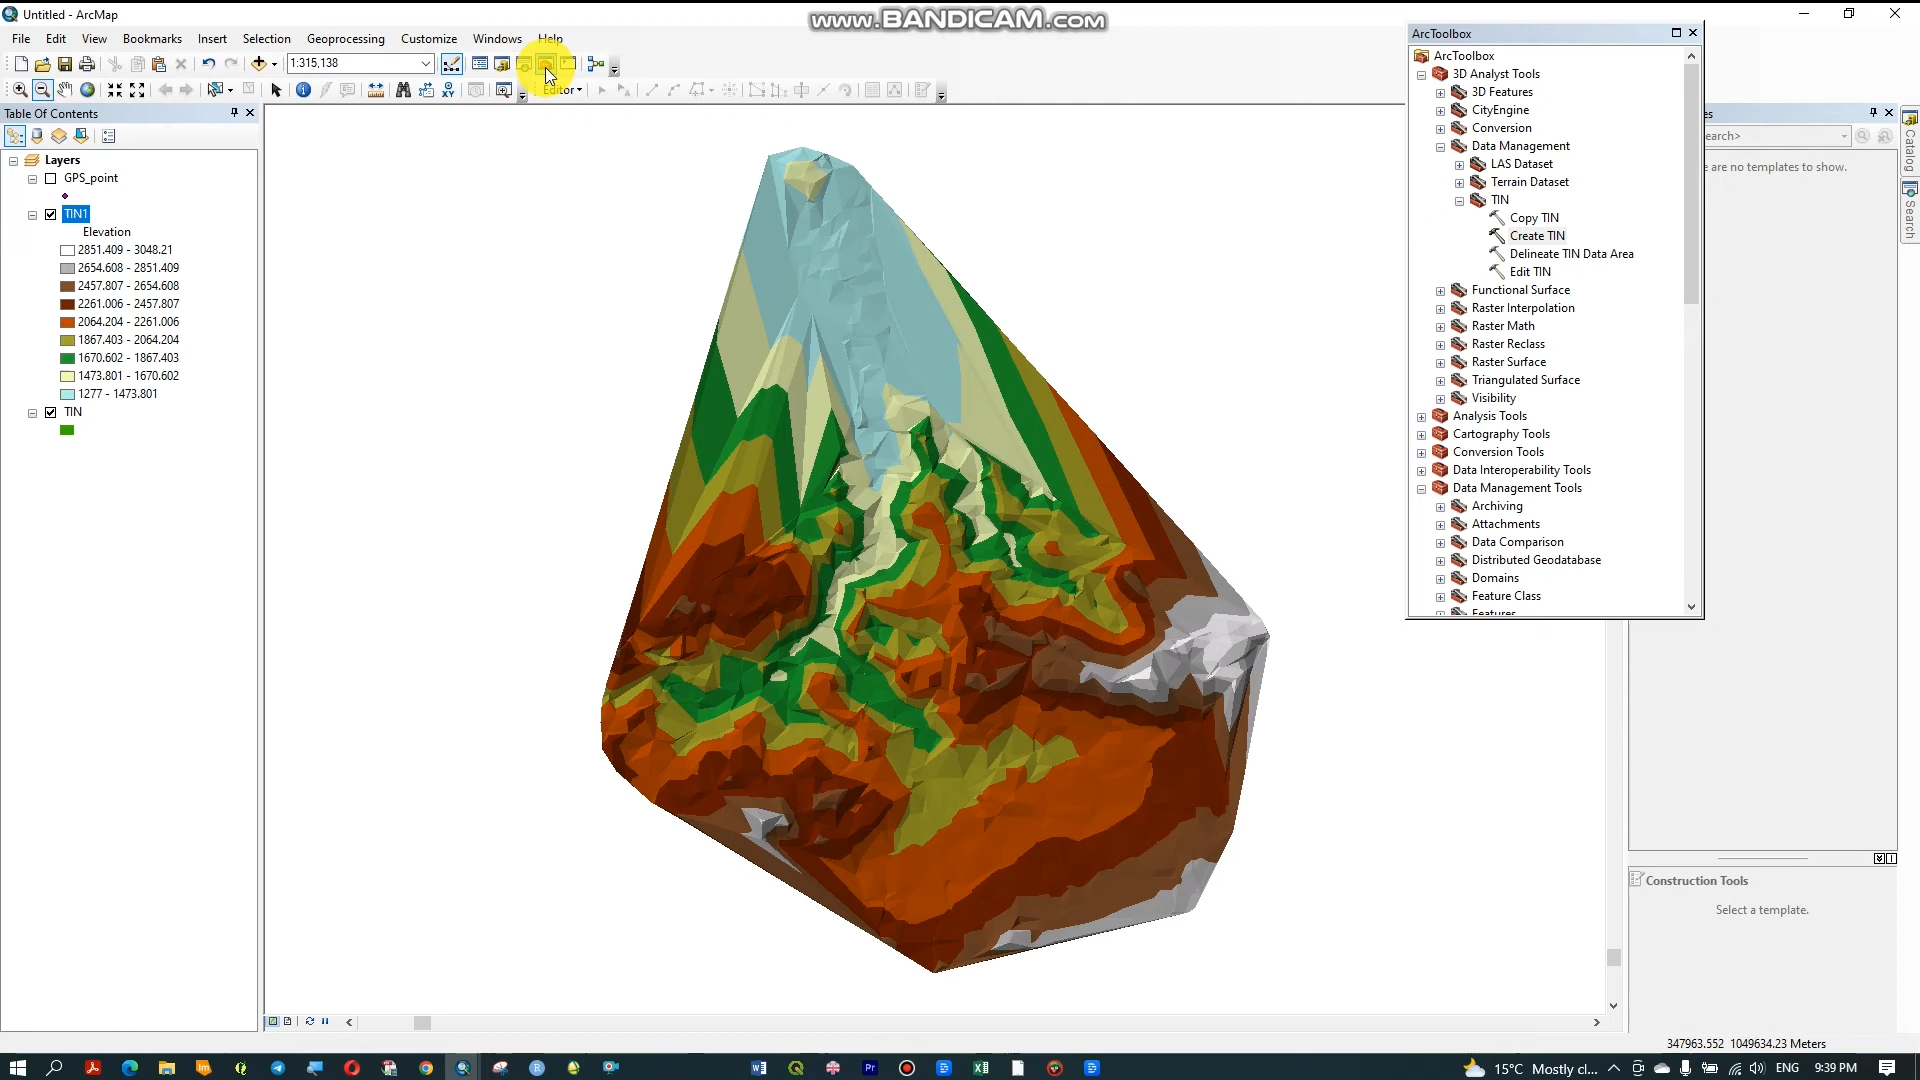 Untitled - ArcMap
www.BANDICAM.com
File Edit View Bookmarks Insert Selection Geoprocessing Customize Windows Help
1:315,138
Editor
Table Of Contents
Layers
GPS_point
TIN1
Elevation
2851.409 - 3048.21
2654.608 - 2851.409
2457.807 - 2654.608
2261.006 - 2457.807
2064.204 - 2261.006
1867.403 - 2064.204
1670.602 - 1867.403
1473.801 - 1670.602
1277 - 1473.801
TIN
ArcToolbox
ArcToolbox
3D Analyst Tools
3D Features
CityEngine
Conversion
Data Management
LAS Dataset
Terrain Dataset
TIN
Copy TIN
Create TIN
Delineate TIN Data Area
Edit TIN
Functional Surface
Raster Interpolation
Raster Math
Raster Reclass
Raster Surface
Triangulated Surface
Visibility
Analysis Tools
Cartography Tools
Conversion Tools
Data Interoperability Tools
Data Management Tools
Archiving
Attachments
Data Comparison
Distributed Geodatabase
Domains
Feature Class
Features
es
earch>
e are no templates to show.
Catalog
Search
Construction Tools
Select a template.
347963.552 1049634.23 Meters
15°C Mostly cl...
ENG
9:39 PM